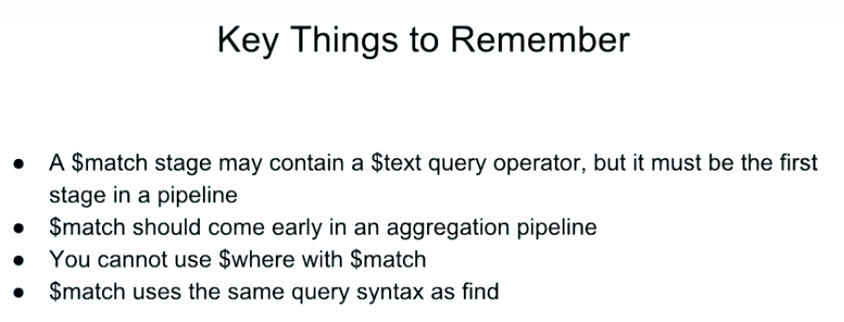 Key Things to Remember
● A $match stage may contain a $text query operator, but it must be the first
stage in a pipeline
● $match should come early in an aggregation pipeline
● You cannot use $where with $match
● $match uses the same query syntax as find